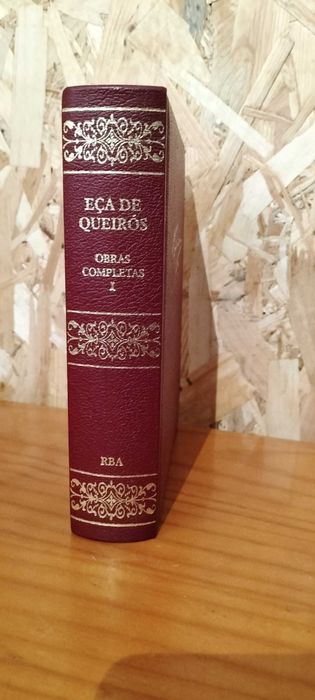 EÇA DE
QUEIRÓS
OBRAS
COMPLETAS
I
RBA